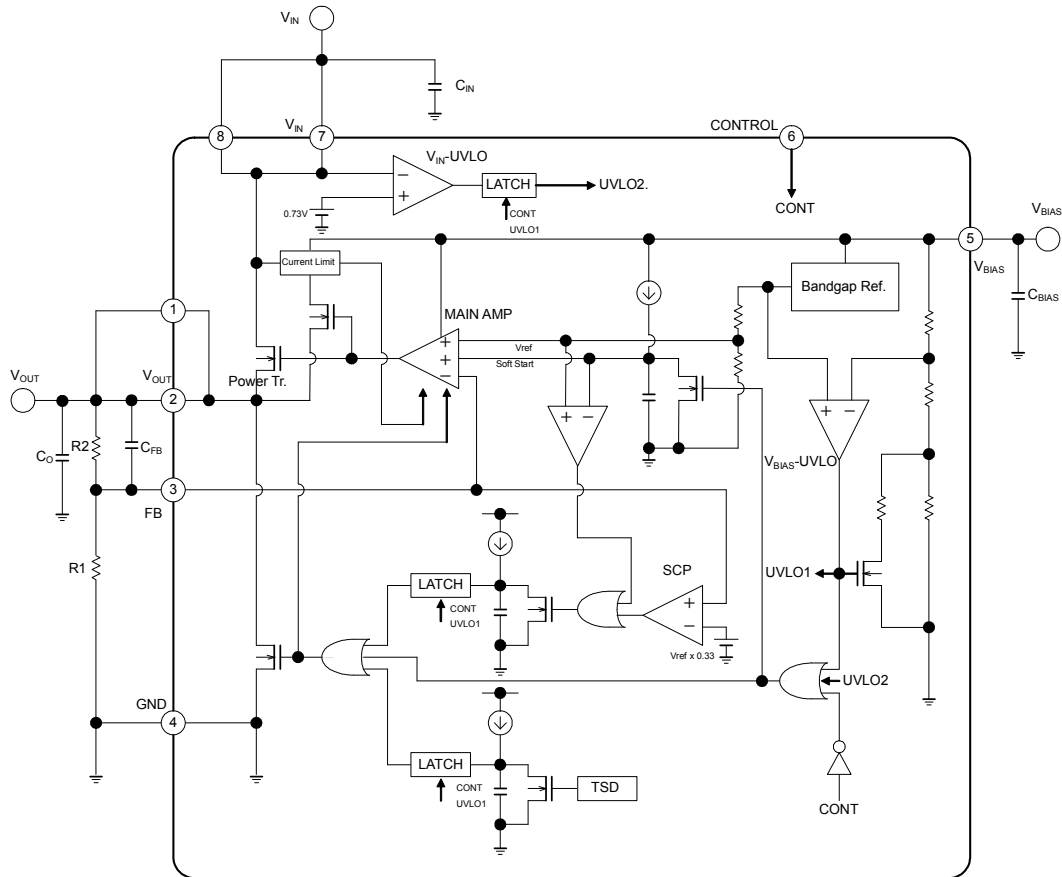 VIN
CIN
8
VIN
7
CONTROL
6
VIN-UVLO
LATCH
UVLO2.
0.73V
CONT
UVLO1
CONT
VBIAS
5
VBIAS
CBIAS
Current Limit
Bandgap Ref.
1
MAIN AMP
Vref
Soft Start
VOUT
VOUT
2
Power Tr.
CO
R2
CFB
VBIAS-UVLO
3
FB
R1
LATCH
CONT
UVLO1
SCP
Vref x 0.33
UVLO1
UVLO2
GND
4
LATCH
CONT
UVLO1
TSD
CONT